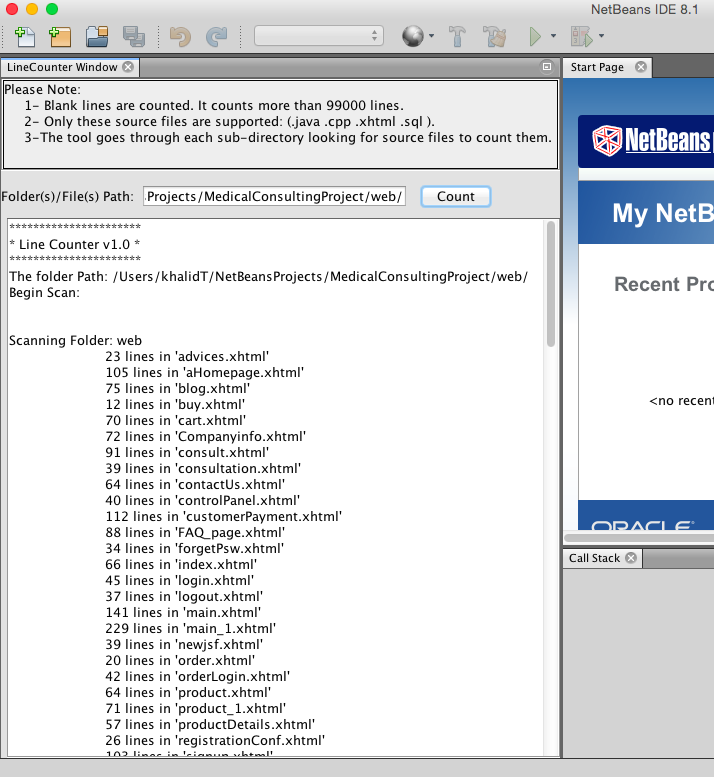 NetBeans IDE 8.1
LineCounter Window
Start Page
Please Note:
1- Blank lines are counted. It counts more than 99000 lines.
2- Only these source files are supported: (.java .cpp .xhtml .sql ).
3-The tool goes through each sub-directory looking for source files to count them.
Folder(s)/File(s) Path:
Projects/MedicalConsultingProject/web/
Count
**********************
* Line Counter v1.0 *
**********************
The folder Path: /Users/khalidT/NetBeansProjects/MedicalConsultingProject/web/
Begin Scan:
Scanning Folder: web
23 lines in 'advices.xhtml'
105 lines in 'aHomepage.xhtml'
75 lines in 'blog.xhtml'
12 lines in 'buy.xhtml'
70 lines in 'cart.xhtml'
72 lines in 'Companyinfo.xhtml'
91 lines in 'consult.xhtml'
39 lines in 'consultation.xhtml'
64 lines in 'contactUs.xhtml'
40 lines in 'controlPanel.xhtml'
112 lines in 'customerPayment.xhtml'
88 lines in 'FAQ_page.xhtml'
34 lines in 'forgetPsw.xhtml'
66 lines in 'index.xhtml'
45 lines in 'login.xhtml'
37 lines in 'logout.xhtml'
141 lines in 'main.xhtml'
229 lines in 'main_1.xhtml'
39 lines in 'newjsf.xhtml'
20 lines in 'order.xhtml'
42 lines in 'orderLogin.xhtml'
64 lines in 'product.xhtml'
71 lines in 'product_1.xhtml'
57 lines in 'productDetails.xhtml'
26 lines in 'registrationConf.xhtml'
103 lines in 'signup.xhtml'
NetBeans
My NetB
Recent Pro
<no recent
ORACLE
Call Stack